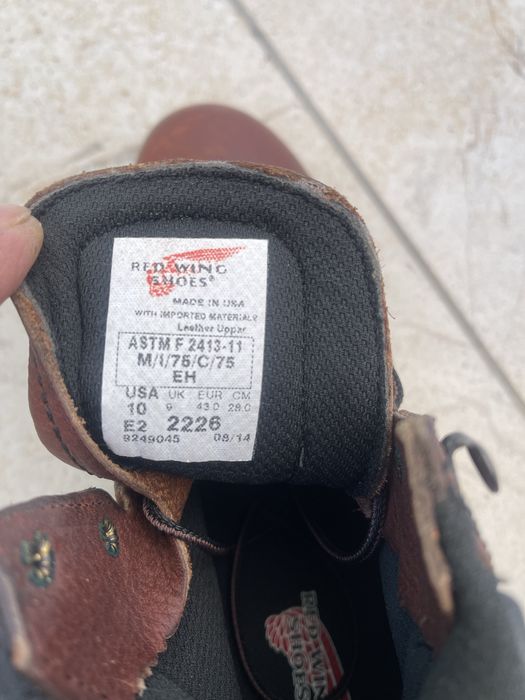 RED WING
SHOES®
MADE IN USA
WITH IMPORTED MATERIALS
Leather Upper
ASTM F 2413-11
M/I/75/C/75
EH
USA UK EUR CM
10 9 43.0 28.0
E2 2226
9249045 08/14
RED WING
SHOES